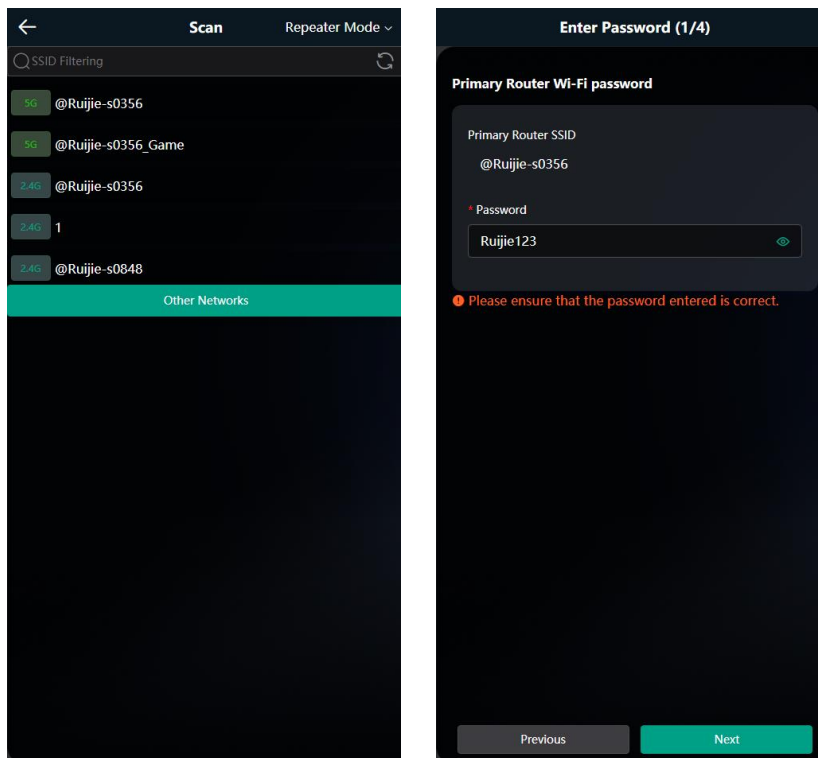 Scan
Repeater Mode
SSID Filtering
5G @Ruijie-s0356
5G @Ruijie-s0356_Game
2.4G @Ruijie-s0356
2.4G 1
2.4G @Ruijie-s0848
Other Networks
Enter Password (1/4)
Primary Router Wi-Fi password
Primary Router SSID
@Ruijie-s0356
* Password
Ruijie123
Please ensure that the password entered is correct.
Previous
Next